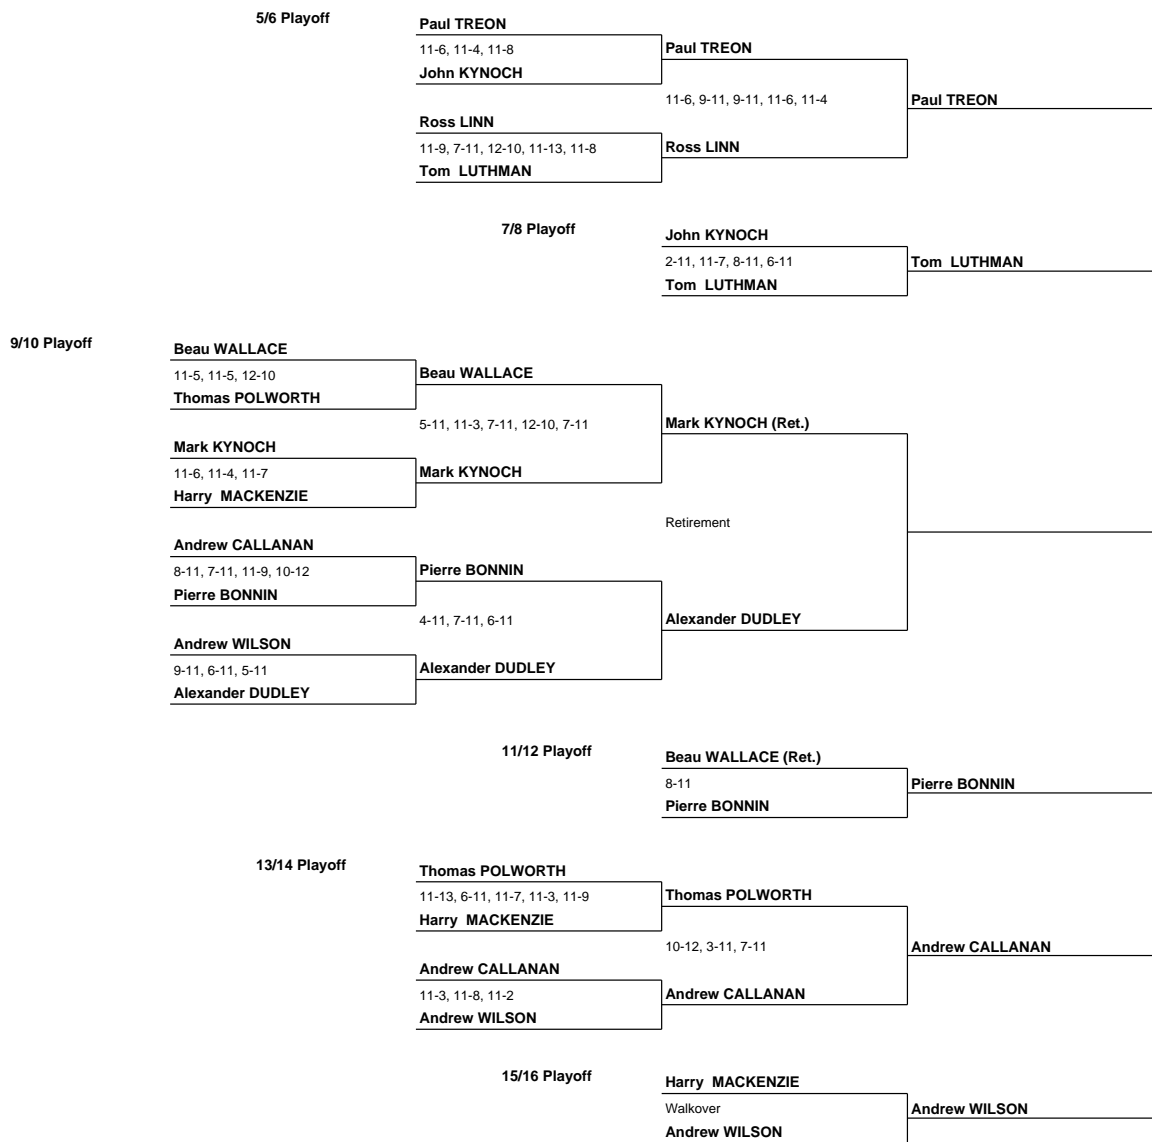 5/6 Playoff
Paul TREON
11-6, 11-4, 11-8
John KYNOCH
Paul TREON
11-6, 9-11, 9-11, 11-6, 11-4
Paul TREON
Ross LINN
11-9, 7-11, 12-10, 11-13, 11-8
Tom LUTHMAN
Ross LINN
7/8 Playoff
John KYNOCH
2-11, 11-7, 8-11, 6-11
Tom LUTHMAN
Tom LUTHMAN
9/10 Playoff
Beau WALLACE
11-5, 11-5, 12-10
Thomas POLWORTH
Beau WALLACE
5-11, 11-3, 7-11, 12-10, 7-11
Mark KYNOCH (Ret.)
Mark KYNOCH
11-6, 11-4, 11-7
Harry MACKENZIE
Mark KYNOCH
Retirement
Andrew CALLANAN
8-11, 7-11, 11-9, 10-12
Pierre BONNIN
Pierre BONNIN
4-11, 7-11, 6-11
Alexander DUDLEY
Andrew WILSON
9-11, 6-11, 5-11
Alexander DUDLEY
Alexander DUDLEY
11/12 Playoff
Beau WALLACE (Ret.)
8-11
Pierre BONNIN
Pierre BONNIN
13/14 Playoff
Thomas POLWORTH
11-13, 6-11, 11-7, 11-3, 11-9
Harry MACKENZIE
Thomas POLWORTH
10-12, 3-11, 7-11
Andrew CALLANAN
Andrew CALLANAN
11-3, 11-8, 11-2
Andrew WILSON
Andrew CALLANAN
15/16 Playoff
Harry MACKENZIE
Walkover
Andrew WILSON
Andrew WILSON